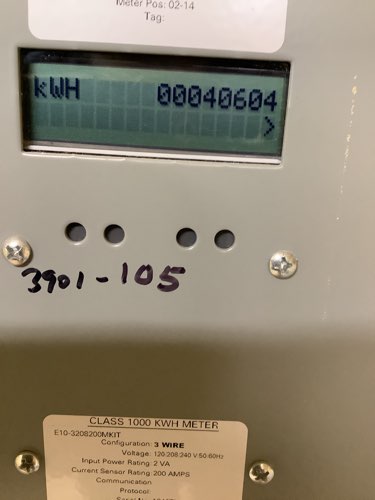 Meter Pos: 02-14
Tag:
kWH 00040604
>
3901-105
CLASS 1000 KWH METER
E10-3208200MKIT
Configuration: 3 WIRE
Voltage: 120/208/240 V:50:60Hz
Input Power Rating: 2 VA
Current Sensor Rating: 200 AMPS
Communication
Protocol: